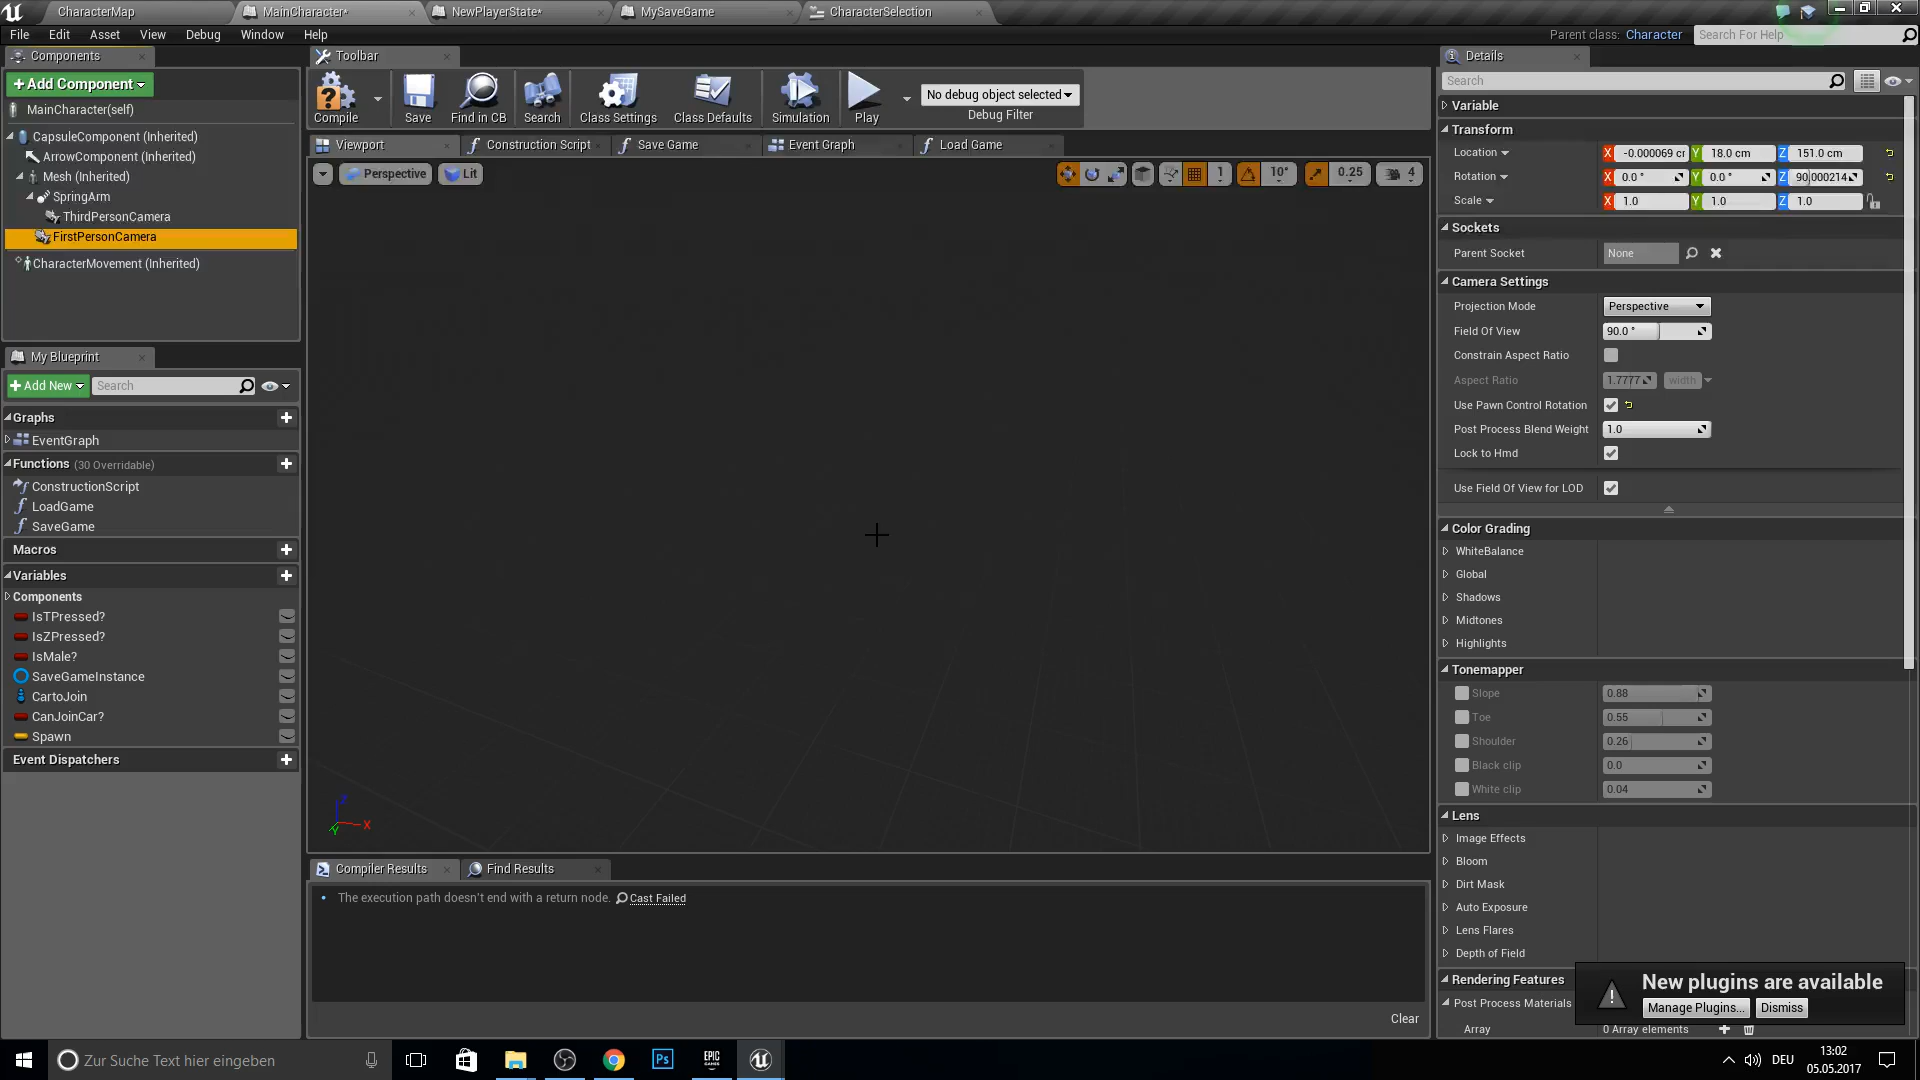 CharacterMap
MainCharacter*
NewPlayerState*
MySaveGame
CharacterSelection
File Edit Asset View Debug Window Help
Parent class: Character
Search For Help
Components
+ Add Component
MainCharacter(self)
CapsuleComponent (Inherited)
ArrowComponent (Inherited)
Mesh (Inherited)
SpringArm
ThirdPersonCamera
FirstPersonCamera
CharacterMovement (Inherited)
My Blueprint
+ Add New
Search
Graphs
EventGraph
Functions (30 Overridable)
ConstructionScript
LoadGame
SaveGame
Macros
Variables
Components
IsTPressed?
IsZPressed?
IsMale?
SaveGameInstance
CartoJoin
CanJoinCar?
Spawn
Event Dispatchers
Toolbar
Compile
Save
Find in CB
Search
Class Settings
Class Defaults
Simulation
Play
No debug object selected
Debug Filter
Viewport
Construction Script
Save Game
Event Graph
Load Game
Perspective
Lit
1
10°
0.25
4
Z
X
Y
Compiler Results
Find Results
The execution path doesn't end with a return node. Cast Failed
Clear
Details
Search
Variable
Transform
Location X -0.000069 cr Y 18.0 cm Z 151.0 cm
Rotation X 0.0 ° Y 0.0 ° Z 90.000214
Scale X 1.0 Y 1.0 Z 1.0
Sockets
Parent Socket None
Camera Settings
Projection Mode Perspective
Field Of View 90.0 °
Constrain Aspect Ratio
Aspect Ratio 1.7777 width
Use Pawn Control Rotation
Post Process Blend Weight 1.0
Lock to Hmd
Use Field Of View for LOD
Color Grading
WhiteBalance
Global
Shadows
Midtones
Highlights
Tonemapper
Slope 0.88
Toe 0.55
Shoulder 0.26
Black clip 0.0
White clip 0.04
Lens
Image Effects
Bloom
Dirt Mask
Auto Exposure
Lens Flares
Depth of Field
Rendering Features
Post Process Materials
Array 0 Array elements
New plugins are available
Manage Plugins... Dismiss
Zur Suche Text hier eingeben
Ps
EPIC GAMES
DEU
13:02
05.05.2017